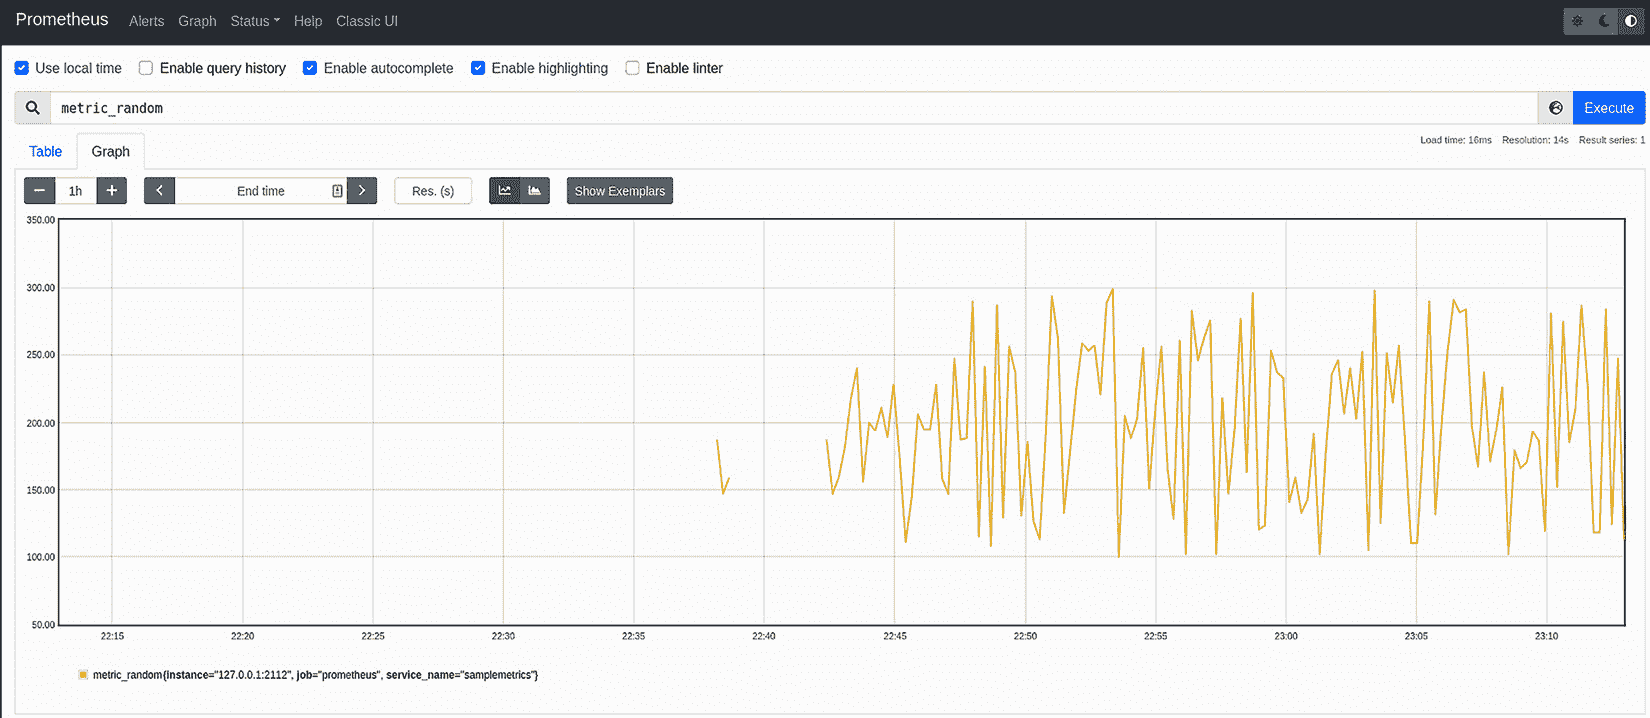 Prometheus Alerts Graph Status Help Classic UI
Use local time Enable query history Enable autocomplete Enable highlighting Enable linter
metric_random Execute
Load time: 16ms Resolution: 14s Result series: 1
Table Graph
− 1h + End time Res. (s) Show Exemplars
350.00
300.00
250.00
200.00
150.00
100.00
50.00
22:15 22:20 22:25 22:30 22:35 22:40 22:45 22:50 22:55 23:00 23:05 23:10
metric_random{instance="127.0.0.1:2112", job="prometheus", service_name="samplemetrics"}